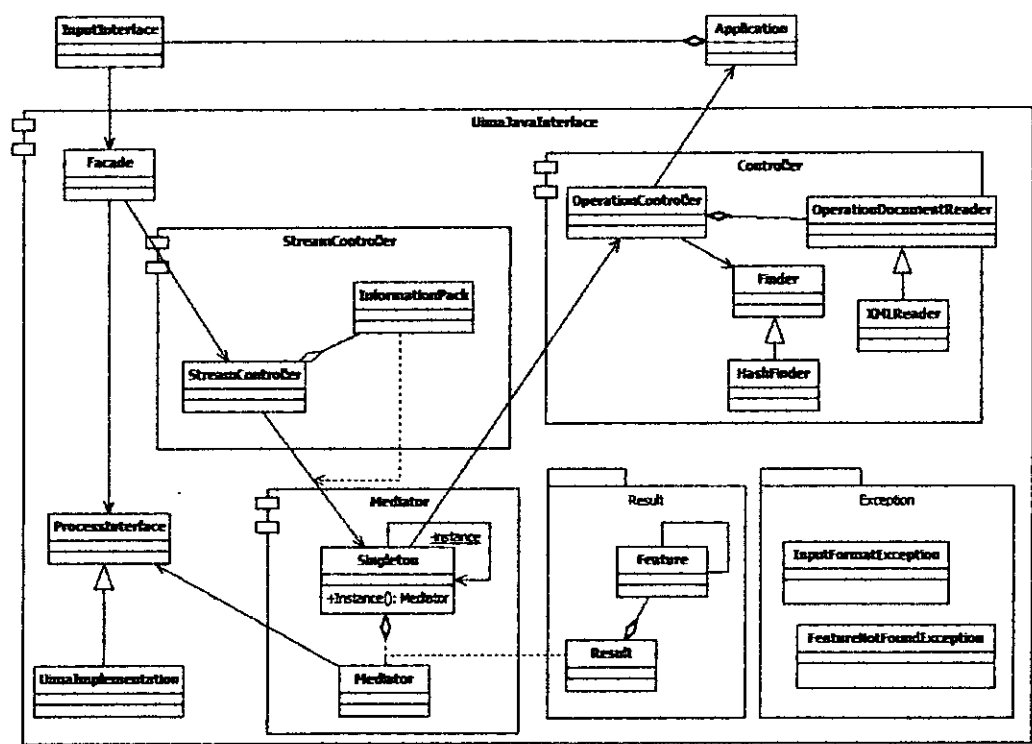 InputInterface
Application
UimaJavaInterface
Facade
Controller
OperationController
OperationDocumentReader
StreamController
Finder
InformationPack
XMLReader
StreamController
HashFinder
Mediator
Result
Exception
ProcessInterface
-instance
Singleton
Feature
InputFormatException
+Instance(): Mediator
FeatureNotFoundException
Result
UimaImplementation
Mediator